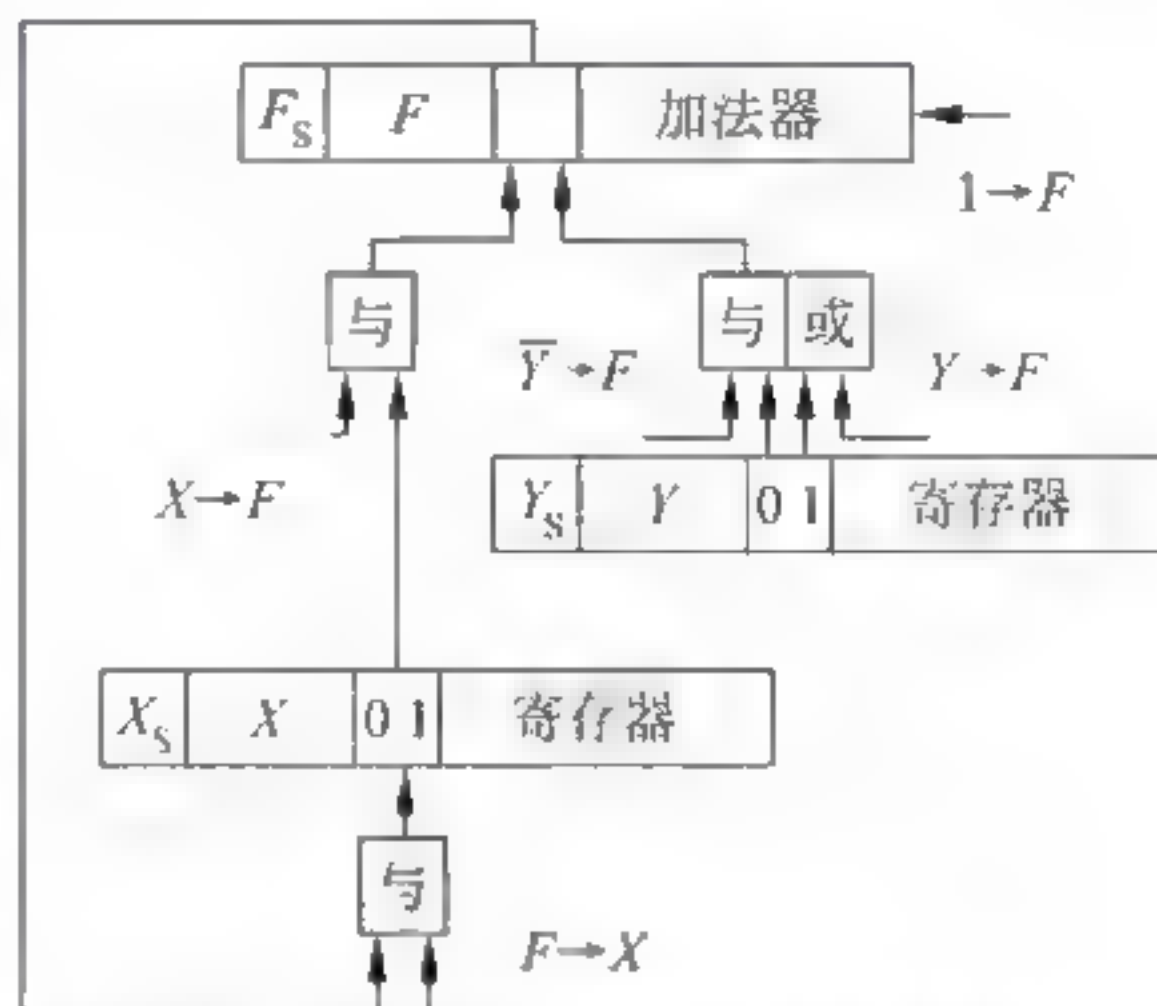 F_S F 加法器
1→F
与 与 或
Y̅→F Y→F
X→F
Y_S Y 0 1 寄存器
X_S X 0 1 寄存器
与
F→X